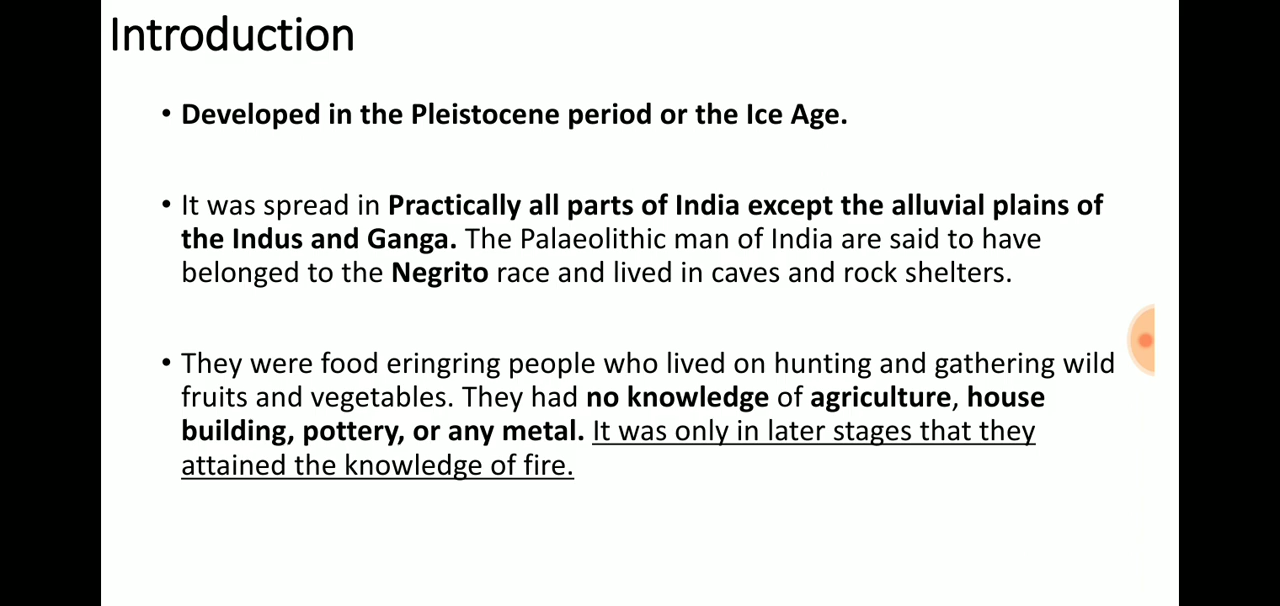 Introduction
• Developed in the Pleistocene period or the Ice Age.
• It was spread in Practically all parts of India except the alluvial plains of
the Indus and Ganga. The Palaeolithic man of India are said to have
belonged to the Negrito race and lived in caves and rock shelters.
• They were food eringring people who lived on hunting and gathering wild
fruits and vegetables. They had no knowledge of agriculture, house
building, pottery, or any metal. It was only in later stages that they
attained the knowledge of fire.